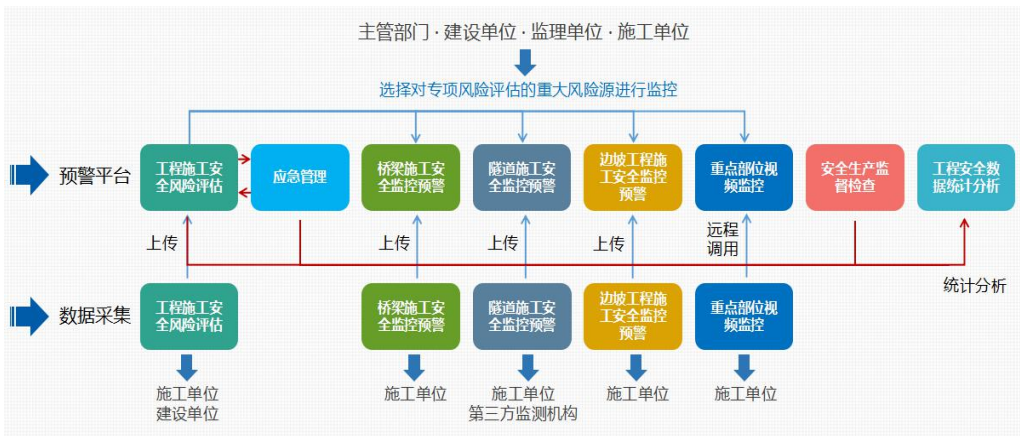 主管部门·建设单位·监理单位·施工单位
选择对专项风险评估的重大风险源进行监控
预警平台
工程施工安
全风险评估
应急管理
桥梁施工安
全监控预警
隧道施工安
全监控预警
边坡工程施
工安全监控
预警
重点部位视
频监控
安全生产监
督检查
工程安全数
据统计分析
上传
上传
上传
上传
远程
调用
统计分析
数据采集
工程施工安
全风险评估
桥梁施工安
全监控预警
隧道施工安
全监控预警
边坡工程施
工安全监控
预警
重点部位视
频监控
施工单位
建设单位
施工单位
施工单位
第三方监测机构
施工单位
施工单位